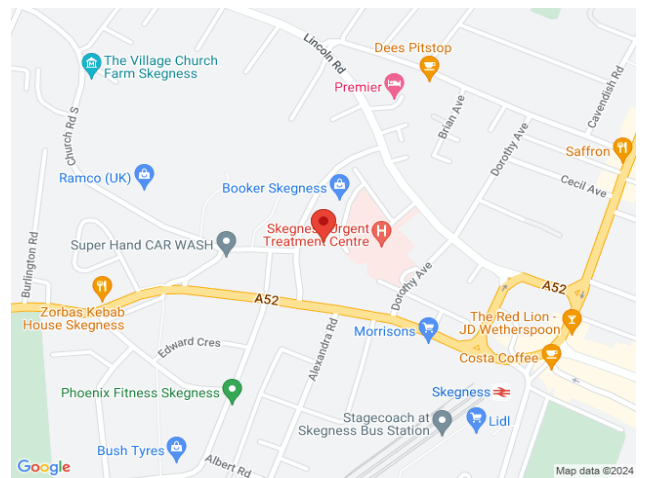 Lincoln Rd
Dees Pitstop
The Village Church
Farm Skegness
Premier
Cavendish Rd
Brian Ave
Church Rd S
Dorothy Ave
Saffron
Ramco (UK)
Booker Skegness
Cecil Ave
Skegness Urgent
Treatment Centre
Super Hand CAR WASH
Burlington Rd
Dorothy Ave
A52
Zorbas Kebab
House Skegness
A52
The Red Lion -
JD Wetherspoon
Morrisons
Alexandra Rd
Edward Cres
Costa Coffee
Phoenix Fitness Skegness
Skegness
Stagecoach at
Skegness Bus Station
Lidl
Bush Tyres
Albert Rd
Google
Map data ©2024